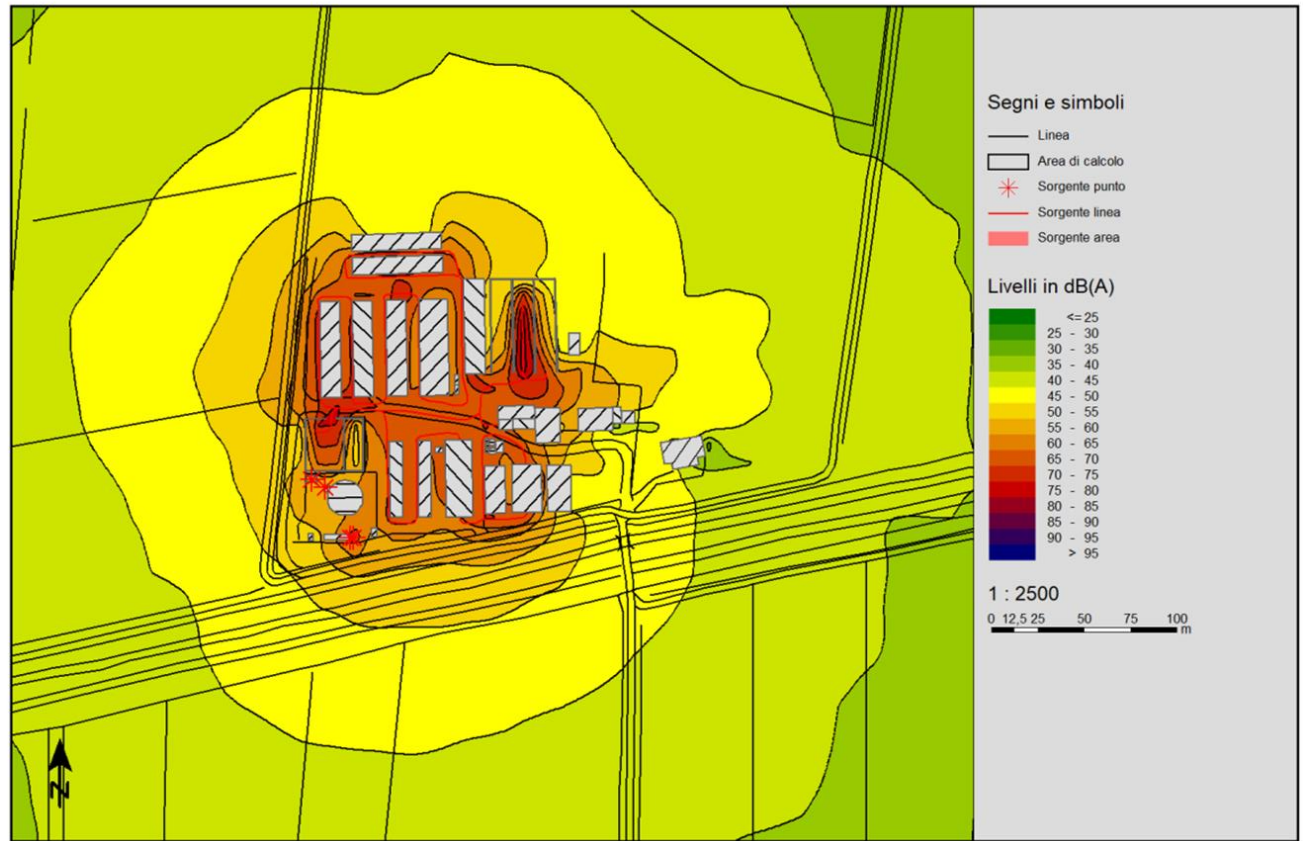 Segni e simboli
Linea
Area di calcolo
Sorgente punto
Sorgente linea
Sorgente area
Livelli in dB(A)
<= 25
25 - 30
30 - 35
35 - 40
40 - 45
45 - 50
50 - 55
55 - 60
60 - 65
65 - 70
70 - 75
75 - 80
80 - 85
85 - 90
90 - 95
> 95
1 : 2500
0 12,5 25 50 75 100
m
N